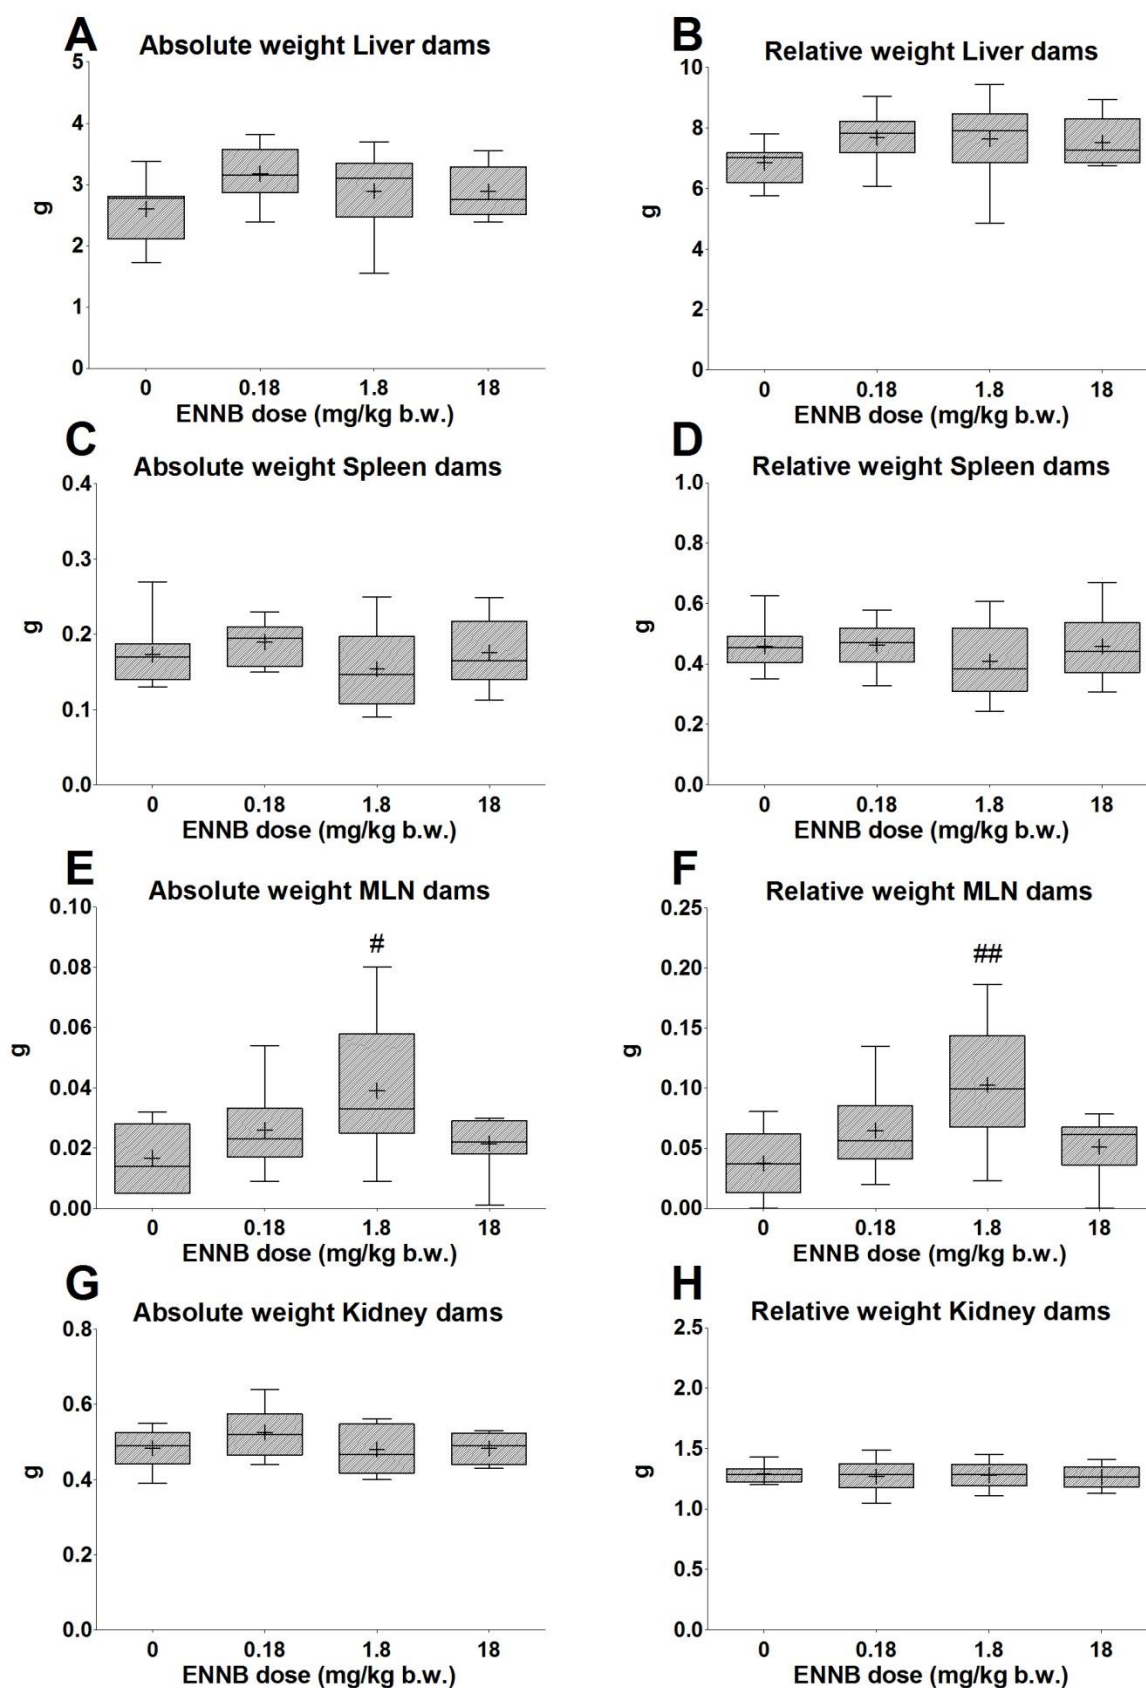 A
Absolute weight Liver dams
5
4
3
2
1
0
g
0 0.18 1.8 18
ENNB dose (mg/kg b.w.)
B
Relative weight Liver dams
10
8
6
4
2
0
g
0 0.18 1.8 18
ENNB dose (mg/kg b.w.)
C
Absolute weight Spleen dams
0.4
0.3
0.2
0.1
0.0
g
0 0.18 1.8 18
ENNB dose (mg/kg b.w.)
D
Relative weight Spleen dams
1.0
0.8
0.6
0.4
0.2
0.0
g
0 0.18 1.8 18
ENNB dose (mg/kg b.w.)
E
Absolute weight MLN dams
0.10
0.08
0.06
0.04
0.02
0.00
g
#
0 0.18 1.8 18
ENNB dose (mg/kg b.w.)
F
Relative weight MLN dams
0.25
0.20
0.15
0.10
0.05
0.00
g
##
0 0.18 1.8 18
ENNB dose (mg/kg b.w.)
G
Absolute weight Kidney dams
0.8
0.6
0.4
0.2
0.0
g
0 0.18 1.8 18
ENNB dose (mg/kg b.w.)
H
Relative weight Kidney dams
2.5
2.0
1.5
1.0
0.5
0.0
g
0 0.18 1.8 18
ENNB dose (mg/kg b.w.)